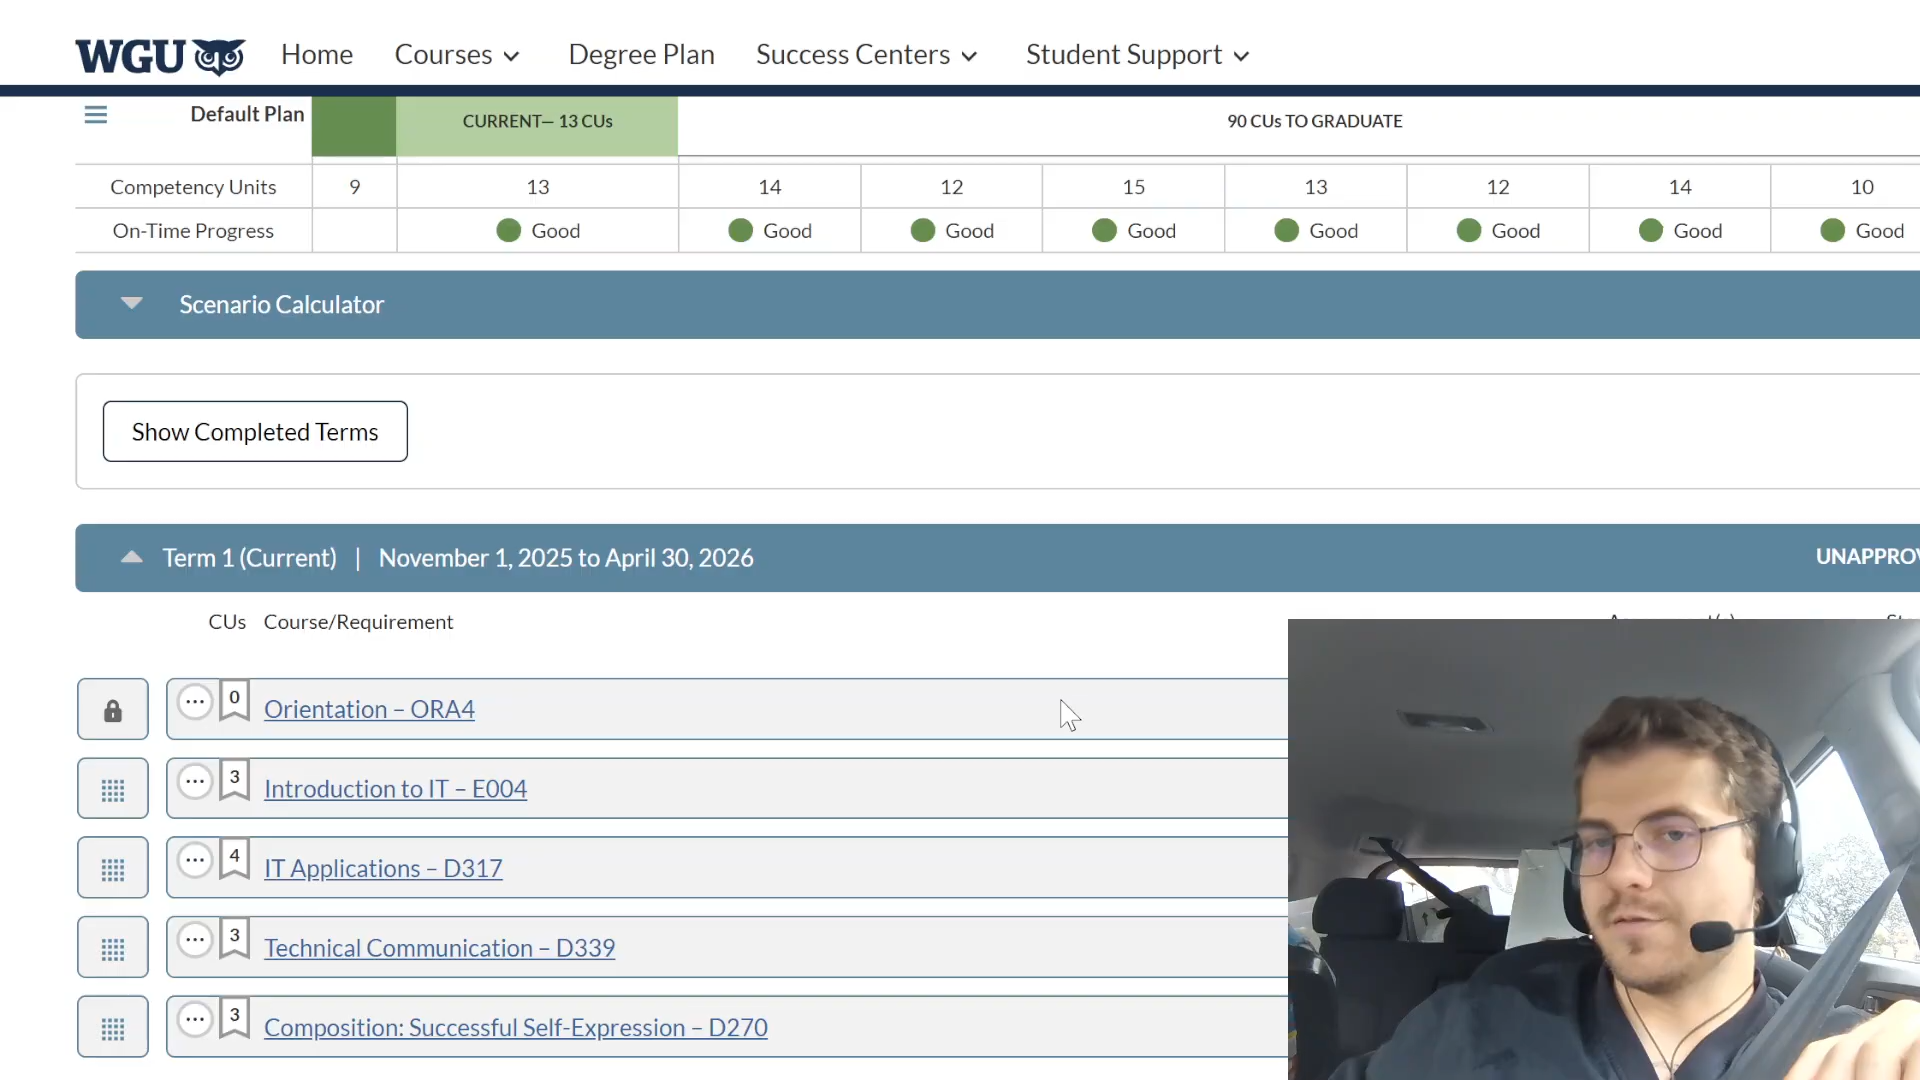 WGU Home Courses Degree Plan Success Centers Student Support
Default Plan CURRENT— 13 CUs 90 CUs TO GRADUATE
Competency Units 9 13 14 12 15 13 12 14 10
On-Time Progress Good Good Good Good Good Good Good Good
Scenario Calculator
Show Completed Terms
Term 1 (Current) | November 1, 2025 to April 30, 2026 UNAPPROV
CUs Course/Requirement
0 Orientation – ORA4
3 Introduction to IT – E004
4 IT Applications – D317
3 Technical Communication – D339
3 Composition: Successful Self-Expression – D270